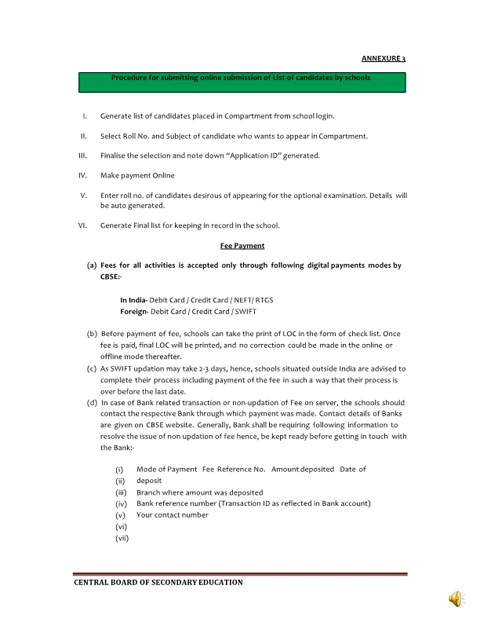 ANNEXURE 3
Procedure for submitting online submission of List of candidates by schools
I. Generate list of candidates placed in Compartment from school login.
II. Select Roll No. and Subject of candidate who wants to appear in Compartment.
III. Finalise the selection and note down “Application ID” generated.
IV. Make payment Online
V. Enter roll no. of candidates desirous of appearing for the optional examination. Details will
be auto generated.
VI. Generate Final list for keeping in record in the school.
Fee Payment
(a) Fees for all activities is accepted only through following digital payments modes by
CBSE:-
In India- Debit Card / Credit Card / NEFT/ RTGS
Foreign- Debit Card / Credit Card / SWIFT
(b) Before payment of fee, schools can take the print of LOC in the form of check list. Once
fee is paid, final LOC will be printed, and no correction could be made in the online or
offline mode thereafter.
(c) As SWIFT updation may take 2-3 days, hence, schools situated outside India are advised to
complete their process including payment of the fee in such a way that their process is
over before the last date.
(d) In case of Bank related transaction or non-updation of Fee on server, the schools should
contact the respective Bank through which payment was made. Contact details of Banks
are given on CBSE website. Generally, Bank shall be requiring following information to
resolve the issue of non updation of fee hence, be kept ready before getting in touch with
the Bank:-
(i) Mode of Payment Fee Reference No. Amount deposited Date of
(ii) deposit
(iii) Branch where amount was deposited
(iv) Bank reference number (Transaction ID as reflected in Bank account)
(v) Your contact number
(vi)
(vii)
CENTRAL BOARD OF SECONDARY EDUCATION